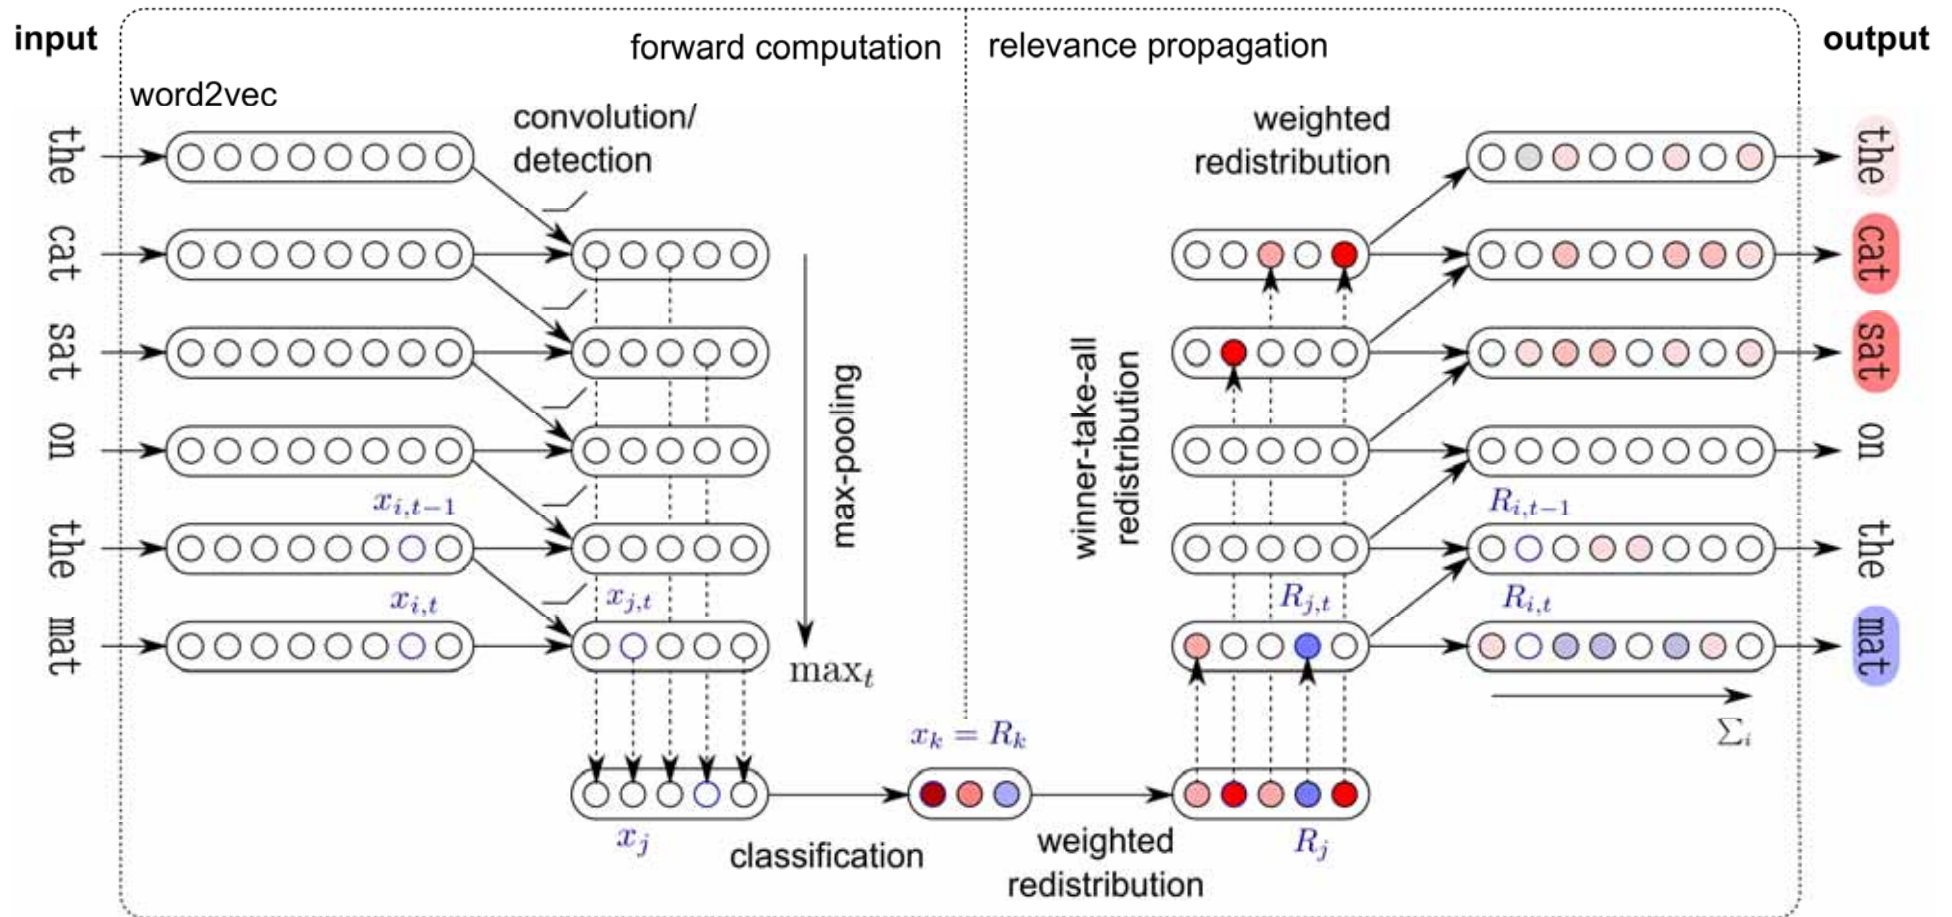 input
forward computation
relevance propagation
output
word2vec
convolution/
detection
weighted
redistribution
the
cat
sat
on
the
mat
x_{i,t-1}
x_{i,t}
x_{j,t}
max-pooling
max_t
x_j
classification
x_k = R_k
weighted
redistribution
R_j
winner-take-all
redistribution
R_{j,t}
R_{i,t-1}
R_{i,t}
Σ_i
the
cat
sat
on
the
mat